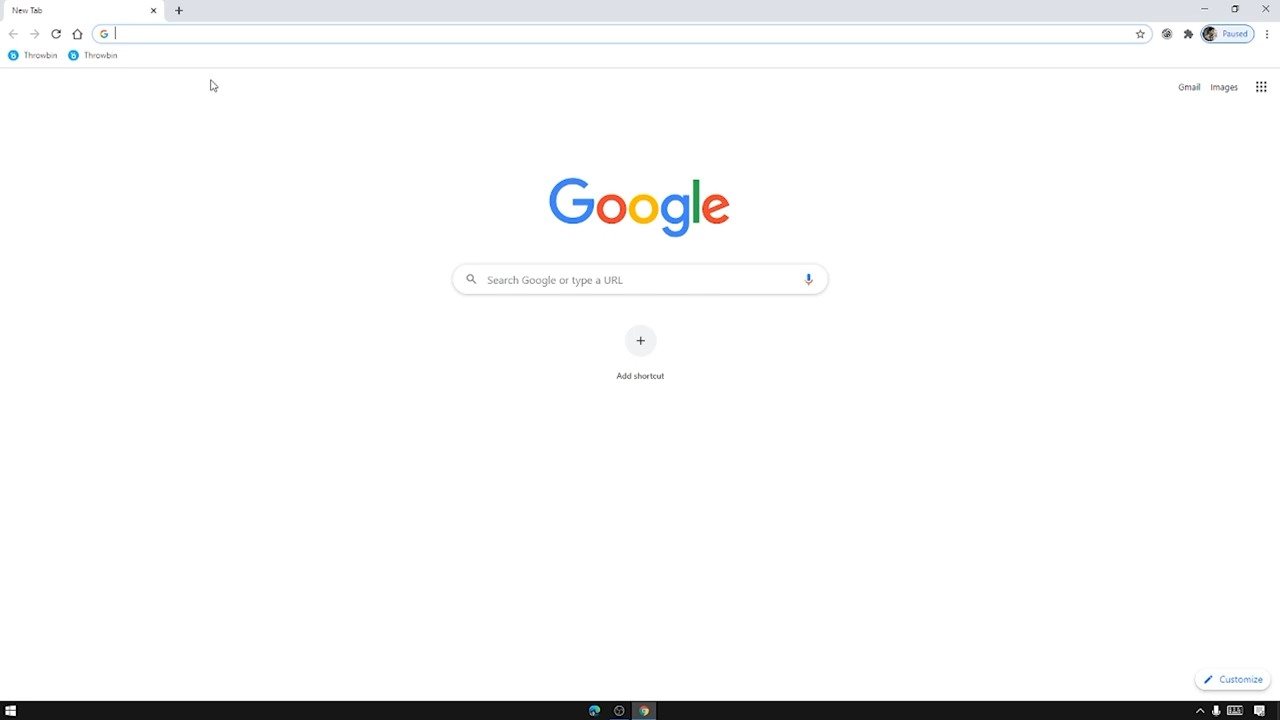 New Tab
Paused
Throwbin Throwbin
Gmail Images
Google
Search Google or type a URL
Add shortcut
Customize